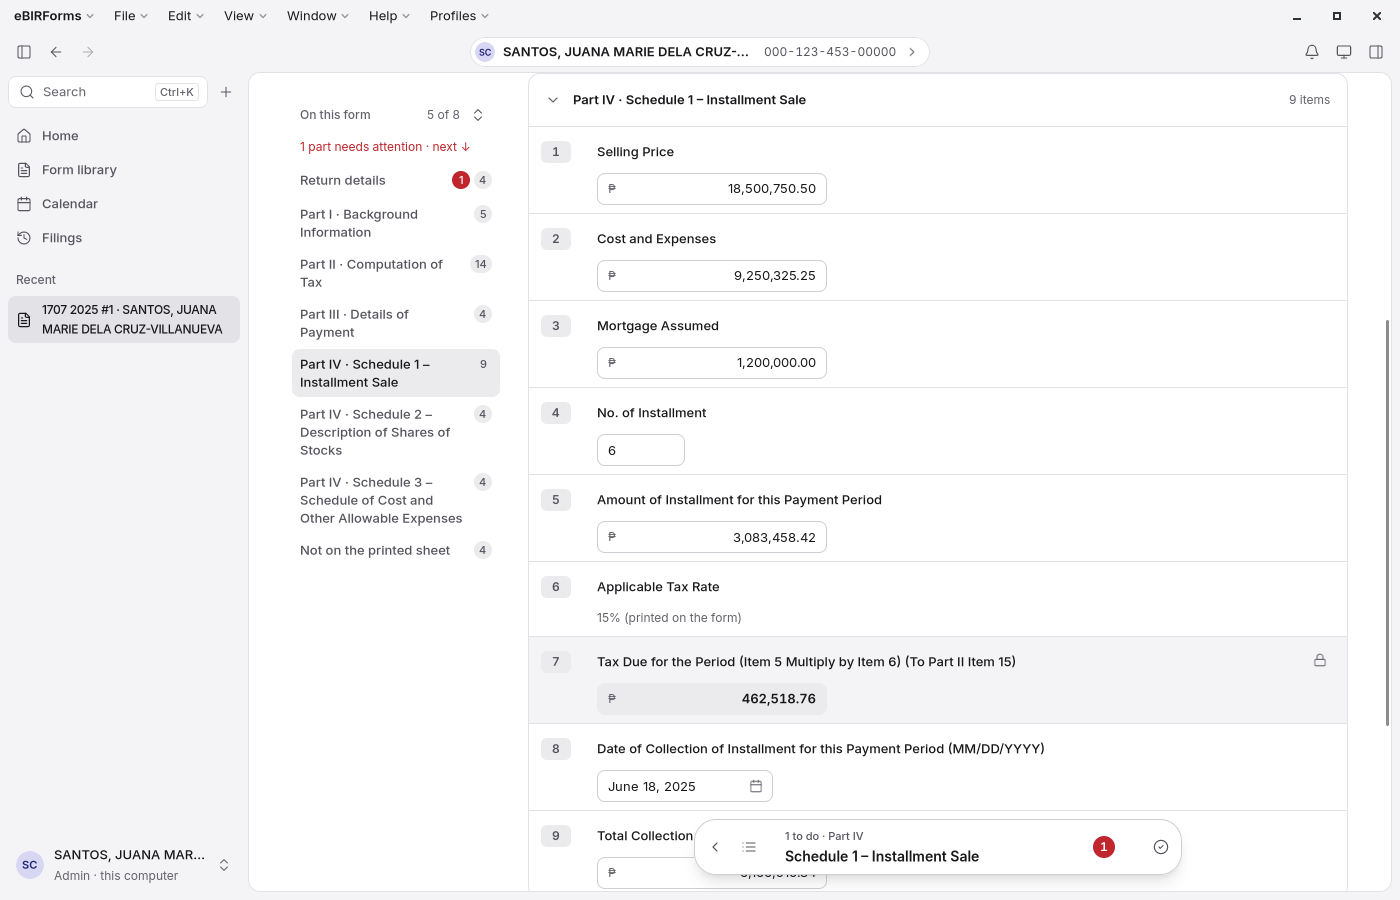 eBIRForms File Edit View Window Help Profiles
SC SANTOS, JUANA MARIE DELA CRUZ-... 000-123-453-00000
Search Ctrl+K
Home
Form library
Calendar
Filings
Recent
1707 2025 #1 · SANTOS, JUANA
MARIE DELA CRUZ-VILLANUEVA
SC SANTOS, JUANA MAR...
Admin · this computer
On this form 5 of 8
1 part needs attention · next ↓
Return details 1 4
Part I · Background
Information 5
Part II · Computation of
Tax 14
Part III · Details of
Payment 4
Part IV · Schedule 1 –
Installment Sale 9
Part IV · Schedule 2 –
Description of Shares of
Stocks 4
Part IV · Schedule 3 –
Schedule of Cost and
Other Allowable Expenses 4
Not on the printed sheet 4
Part IV · Schedule 1 – Installment Sale 9 items
1 Selling Price
₱ 18,500,750.50
2 Cost and Expenses
₱ 9,250,325.25
3 Mortgage Assumed
₱ 1,200,000.00
4 No. of Installment
6
5 Amount of Installment for this Payment Period
₱ 3,083,458.42
6 Applicable Tax Rate
15% (printed on the form)
7 Tax Due for the Period (Item 5 Multiply by Item 6) (To Part II Item 15)
₱ 462,518.76
8 Date of Collection of Installment for this Payment Period (MM/DD/YYYY)
June 18, 2025
9 Total Collection
₱
1 to do · Part IV
Schedule 1 – Installment Sale 1